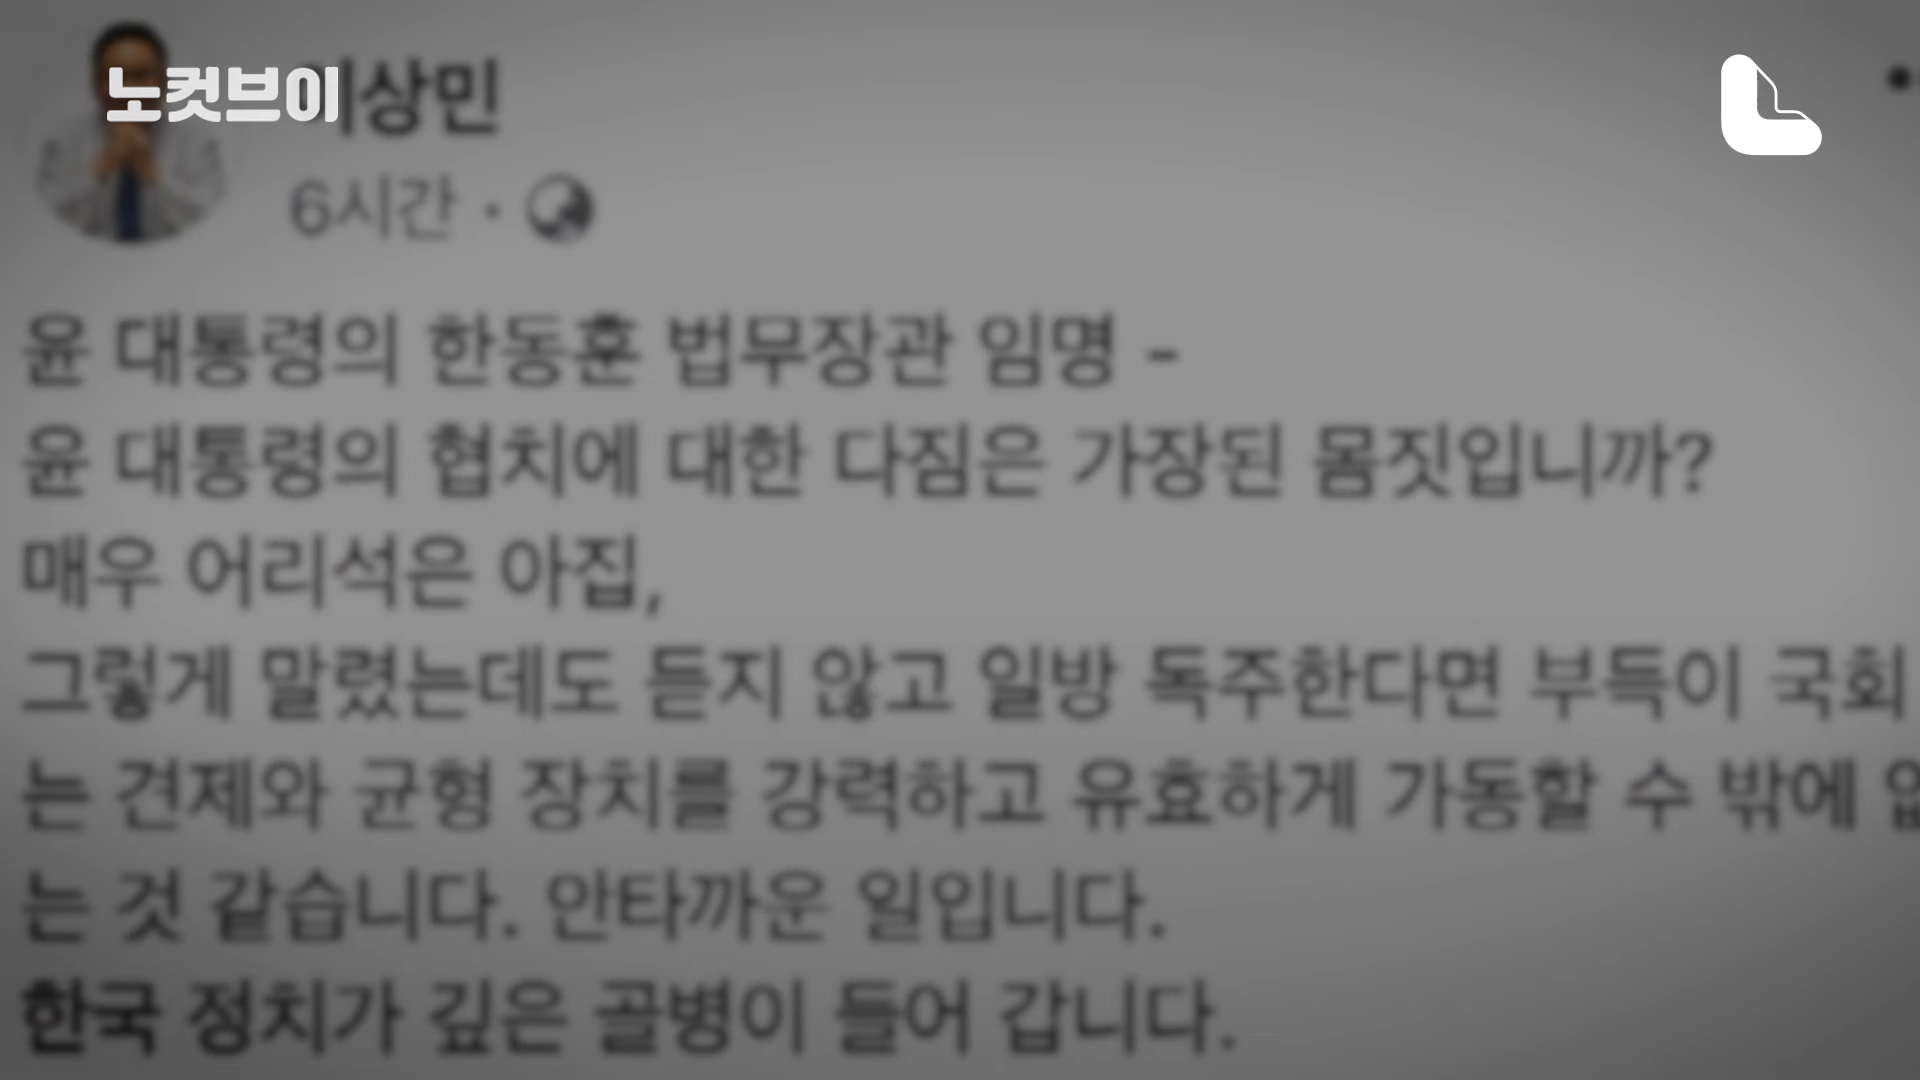 노컷브이
이상민
6시간 ·
윤 대통령의 한동훈 법무장관 임명 -
윤 대통령의 협치에 대한 다짐은 가장된 몸짓입니까?
매우 어리석은 아집,
그렇게 말렸는데도 듣지 않고 일방 독주한다면 부득이 국회
는 견제와 균형 장치를 강력하고 유효하게 가동할 수 밖에
는 것 같습니다. 안타까운 일입니다.
한국 정치가 깊은 골병이 들어 갑니다.